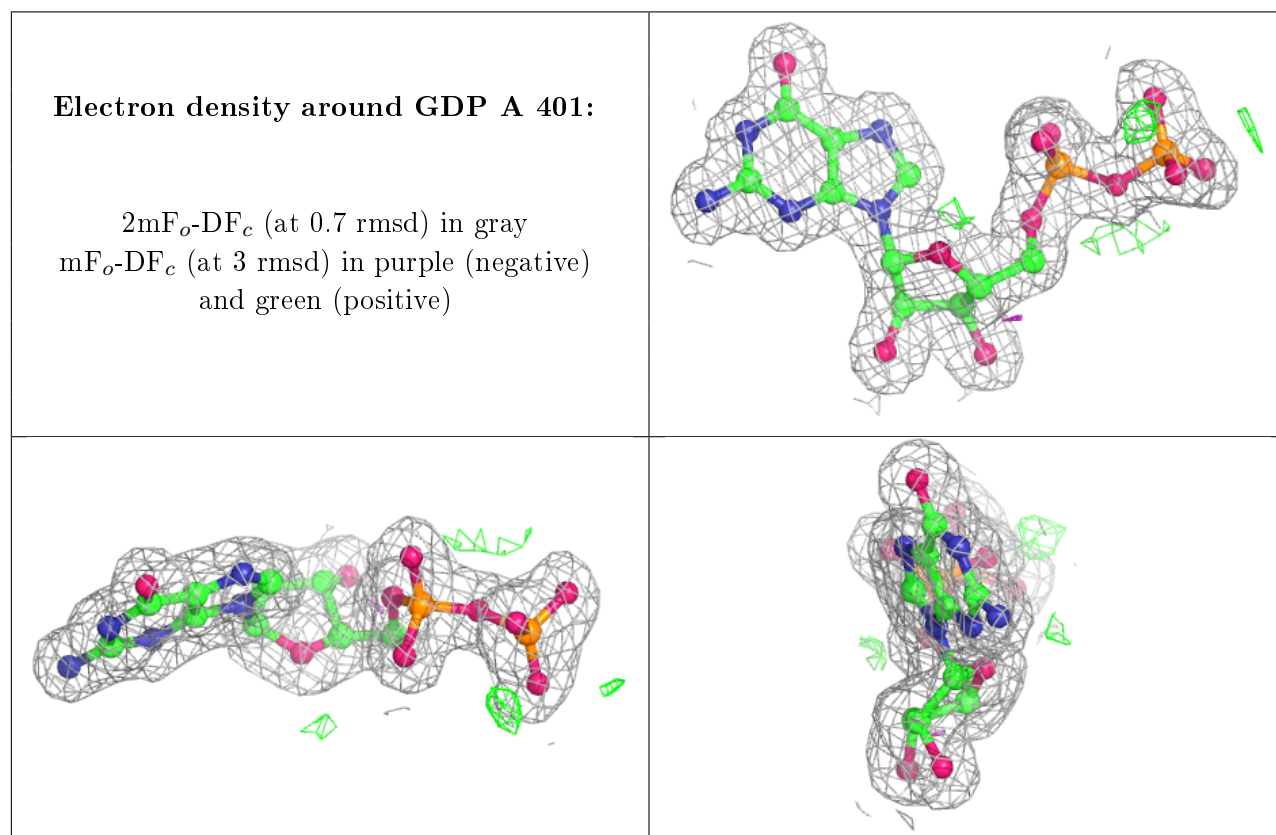 Electron density around GDP A 401:
2mFo-DFc (at 0.7 rmsd) in gray
mFo-DFc (at 3 rmsd) in purple (negative)
and green (positive)